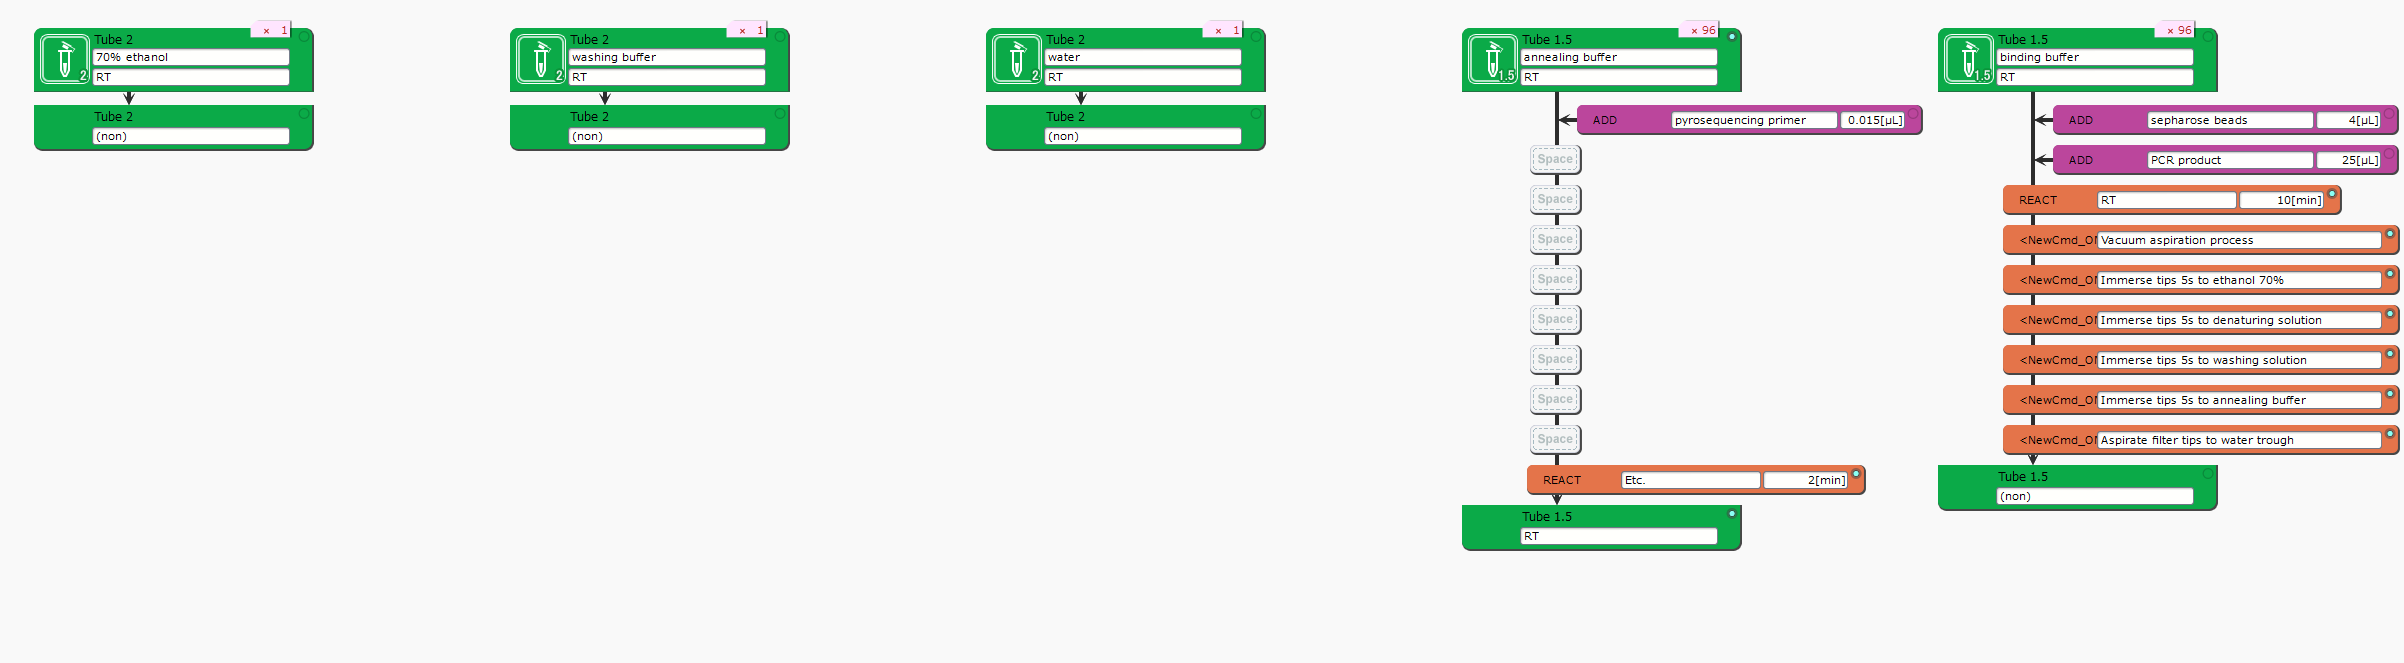 × 1
Tube 2
70% ethanol
RT
2
Tube 2
(non)
× 1
Tube 2
washing buffer
RT
2
Tube 2
(non)
× 1
Tube 2
water
RT
2
Tube 2
(non)
× 96
Tube 1.5
annealing buffer
RT
1.5
ADD pyrosequencing primer 0.015[µL]
Space
Space
Space
Space
Space
Space
Space
Space
REACT Etc. 2[min]
Tube 1.5
RT
× 96
Tube 1.5
binding buffer
RT
1.5
ADD sepharose beads 4[µL]
ADD PCR product 25[µL]
REACT RT 10[min]
<NewCmd_O Vacuum aspiration process
<NewCmd_O Immerse tips 5s to ethanol 70%
<NewCmd_O Immerse tips 5s to denaturing solution
<NewCmd_O Immerse tips 5s to washing solution
<NewCmd_O Immerse tips 5s to annealing buffer
<NewCmd_O Aspirate filter tips to water trough
Tube 1.5
(non)